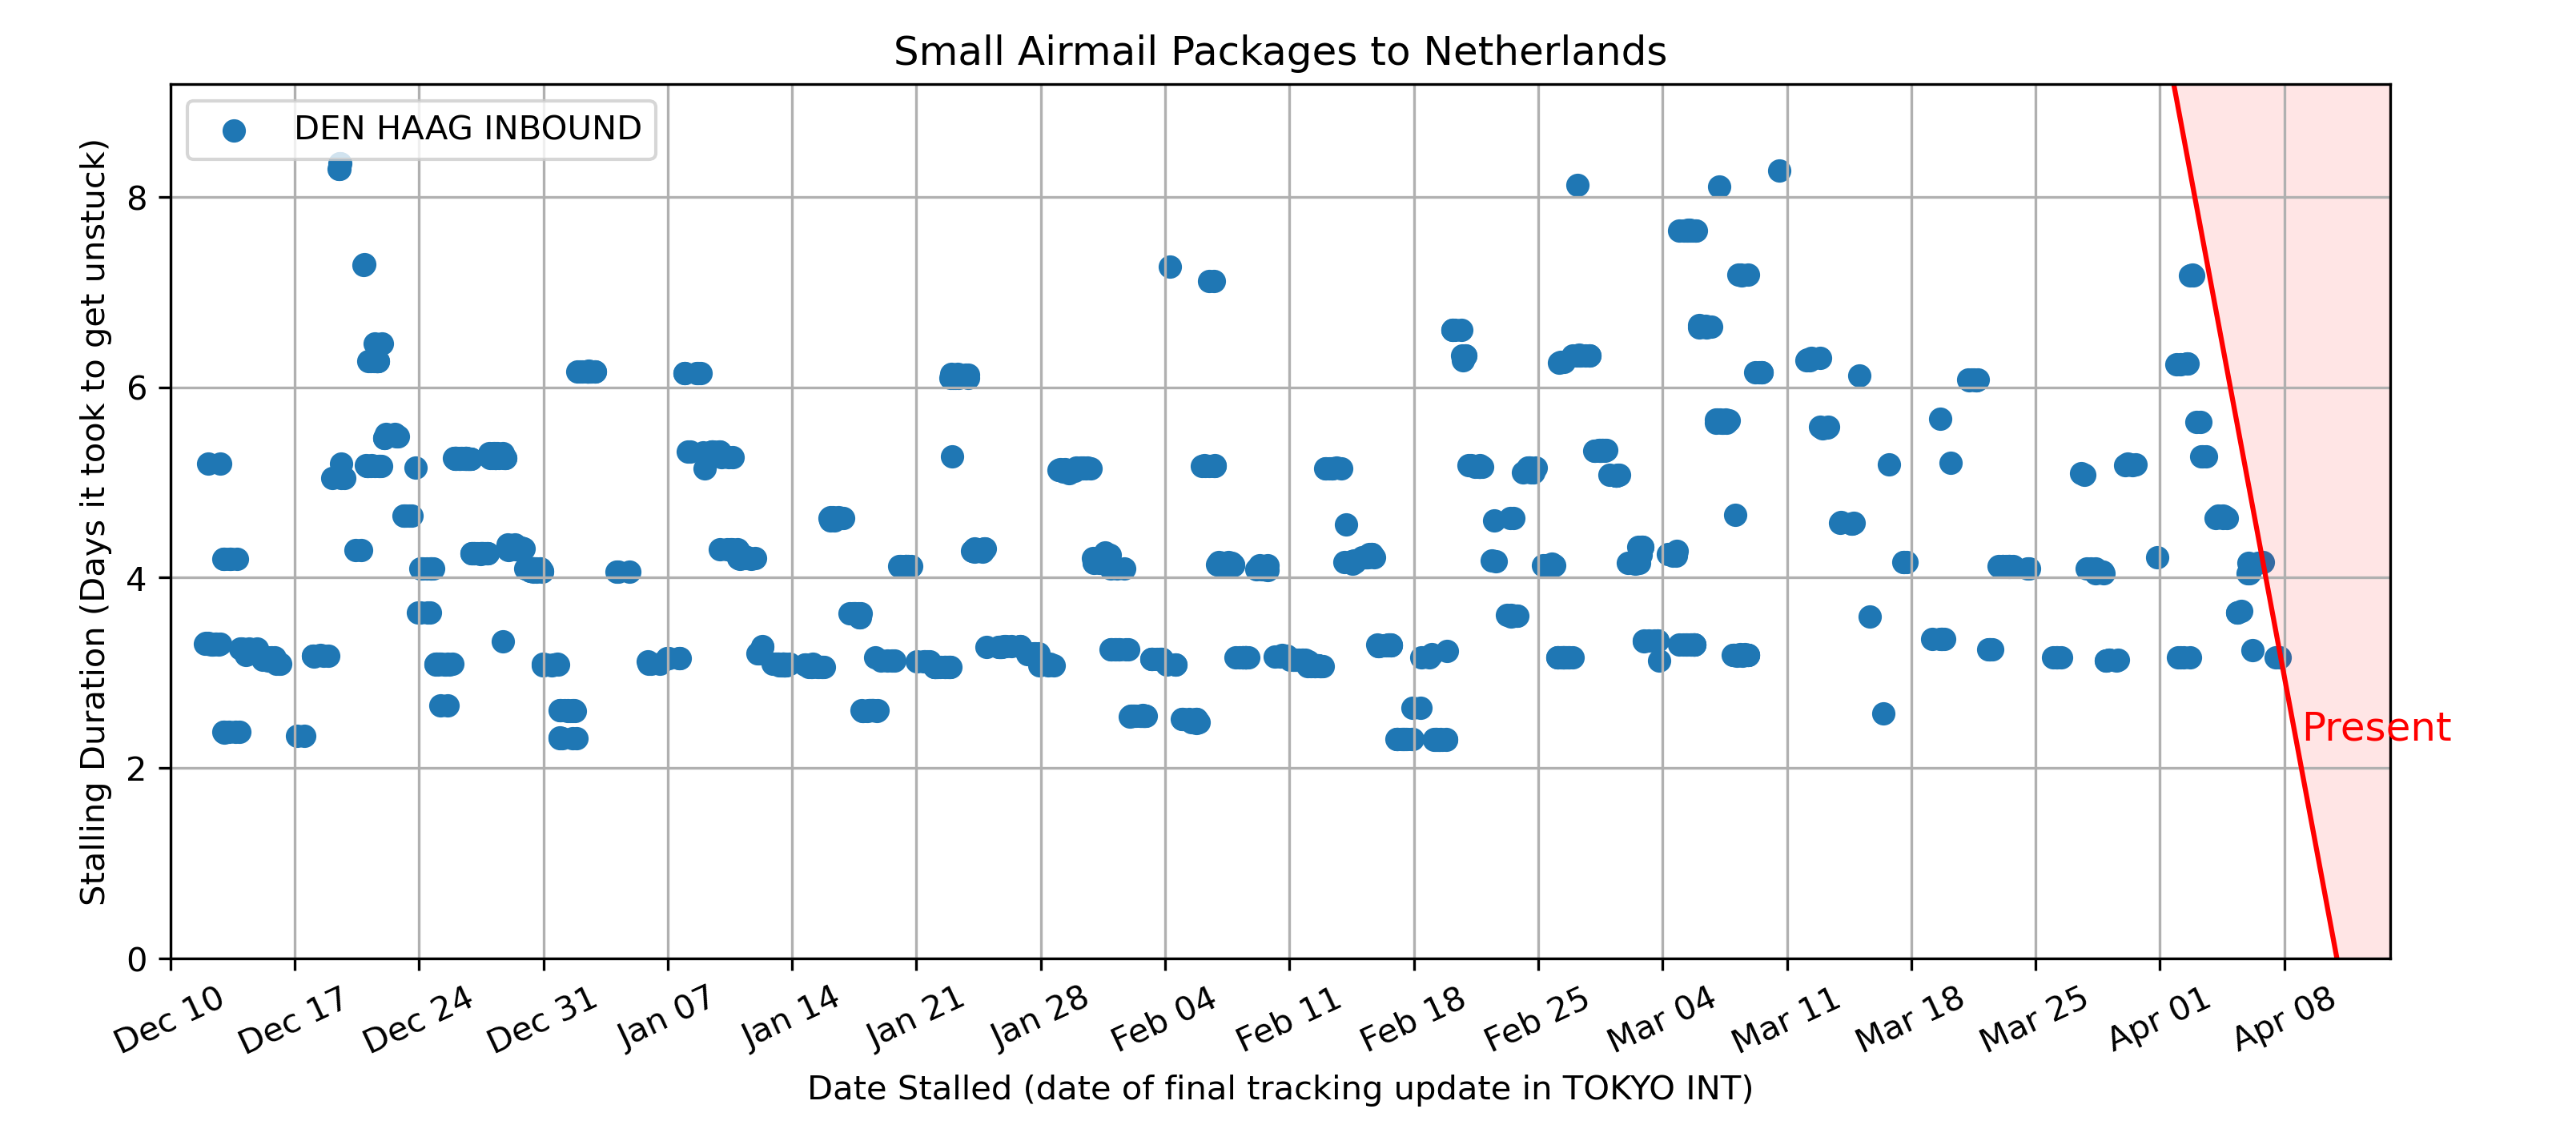 Small Airmail Packages to Netherlands
DEN HAAG INBOUND
Stalling Duration (Days it took to get unstuck)
8
6
4
2
0
Present
Dec 10
Dec 17
Dec 24
Dec 31
Jan 07
Jan 14
Jan 21
Jan 28
Feb 04
Feb 11
Feb 18
Feb 25
Mar 04
Mar 11
Mar 18
Mar 25
Apr 01
Apr 08
Date Stalled (date of final tracking update in TOKYO INT)